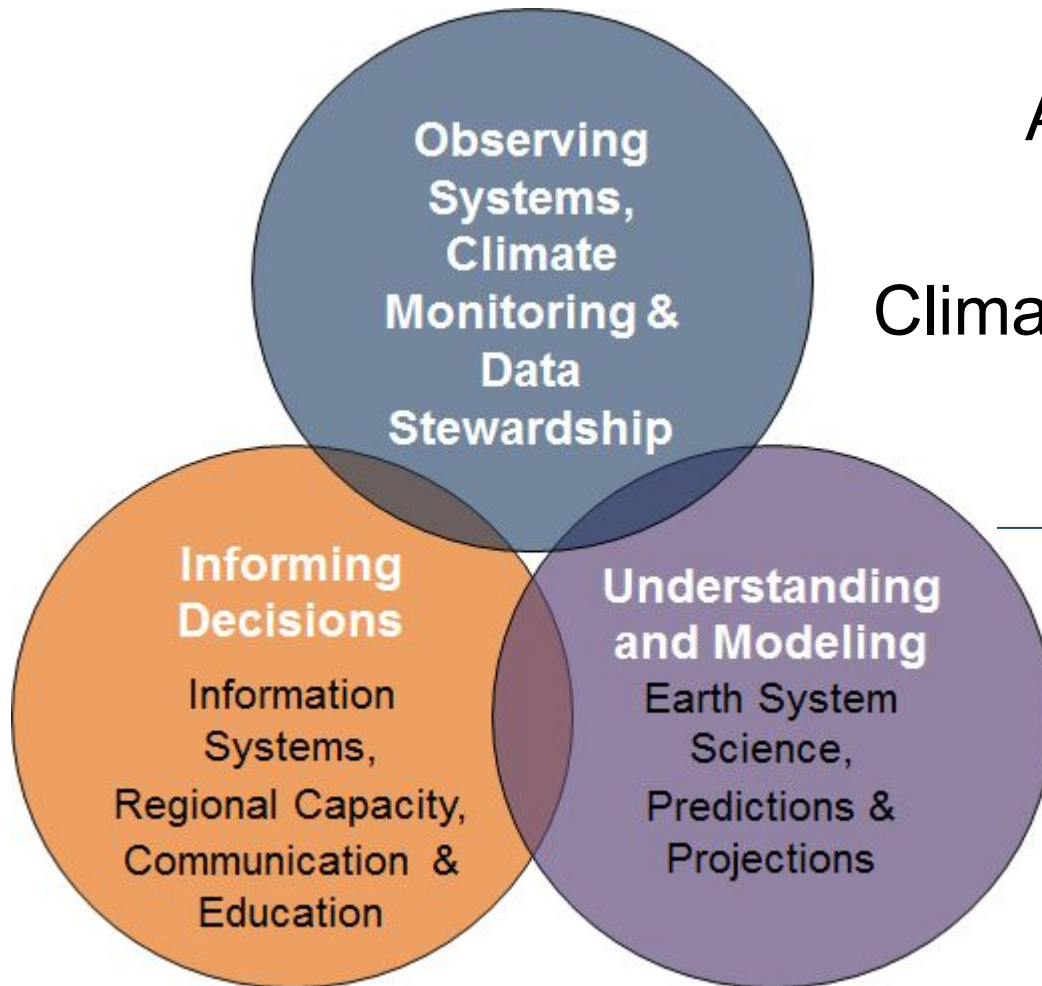 Observing
Systems,
Climate
Monitoring &
Data
Stewardship
Informing
Decisions
Information
Systems,
Regional Capacity,
Communication &
Education
Understanding
and Modeling
Earth System
Science,
Predictions &
Projections